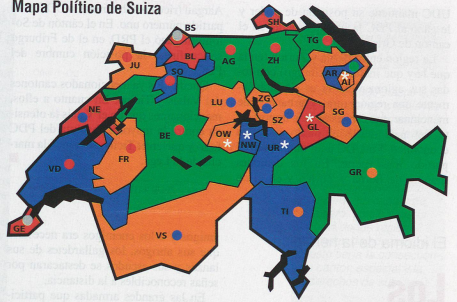 Mapa Político de Suiza
BS
SH
TG
JU
BL
SO
AG
ZH
AR
AI
NE
LU
ZG
SZ
SG
GL
BE
OW
NW
UR
VD
FR
GR
GE
VS
TI
Los